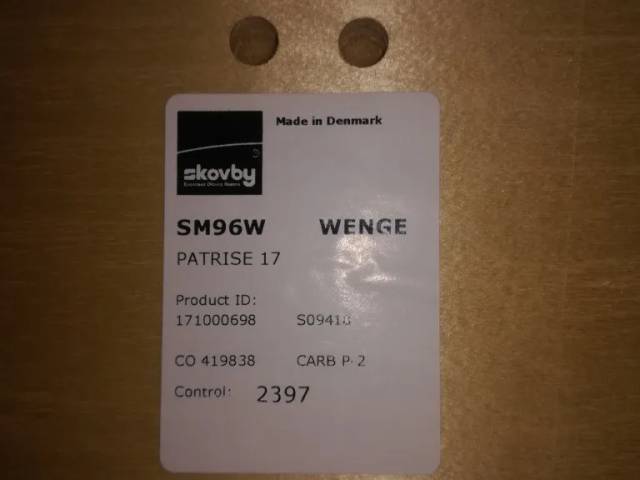 Made in Denmark
skovby
SM96W WENGE
PATRISE 17
Product ID:
171000698
CO 419838 CARB P-2
Control: 2397